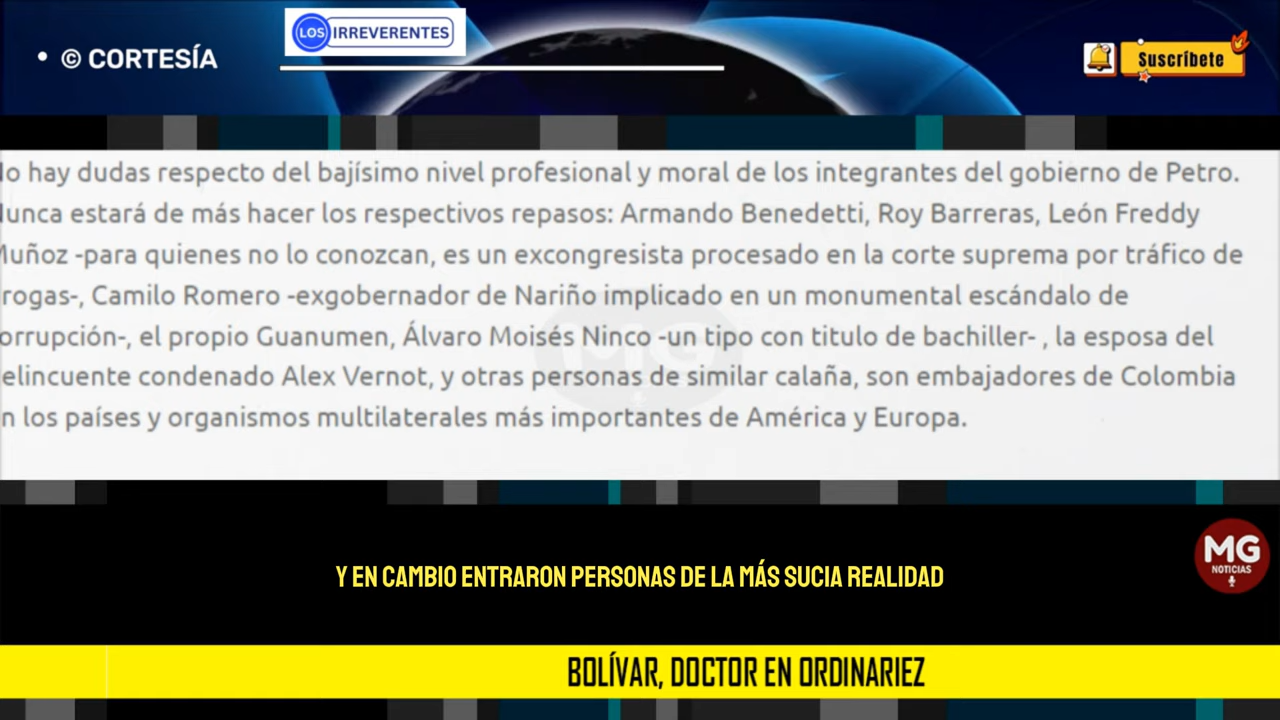 • © CORTESÍA
LOS IRREVERENTES
Suscríbete
o hay dudas respecto del bajísimo nivel profesional y moral de los integrantes del gobierno de Petro.
unca estará de más hacer los respectivos repasos: Armando Benedetti, Roy Barreras, León Freddy
Muñoz -para quienes no lo conozcan, es un excongresista procesado en la corte suprema por tráfico de
rogas-, Camilo Romero -exgobernador de Nariño implicado en un monumental escándalo de
orrupción-, el propio Guanumen, Álvaro Moisés Ninco -un tipo con titulo de bachiller- , la esposa del
elincuente condenado Alex Vernot, y otras personas de similar calaña, son embajadores de Colombia
n los países y organismos multilaterales más importantes de América y Europa.
MG
NOTICIAS
Y EN CAMBIO ENTRARON PERSONAS DE LA MÁS SUCIA REALIDAD
BOLÍVAR, DOCTOR EN ORDINARIEZ